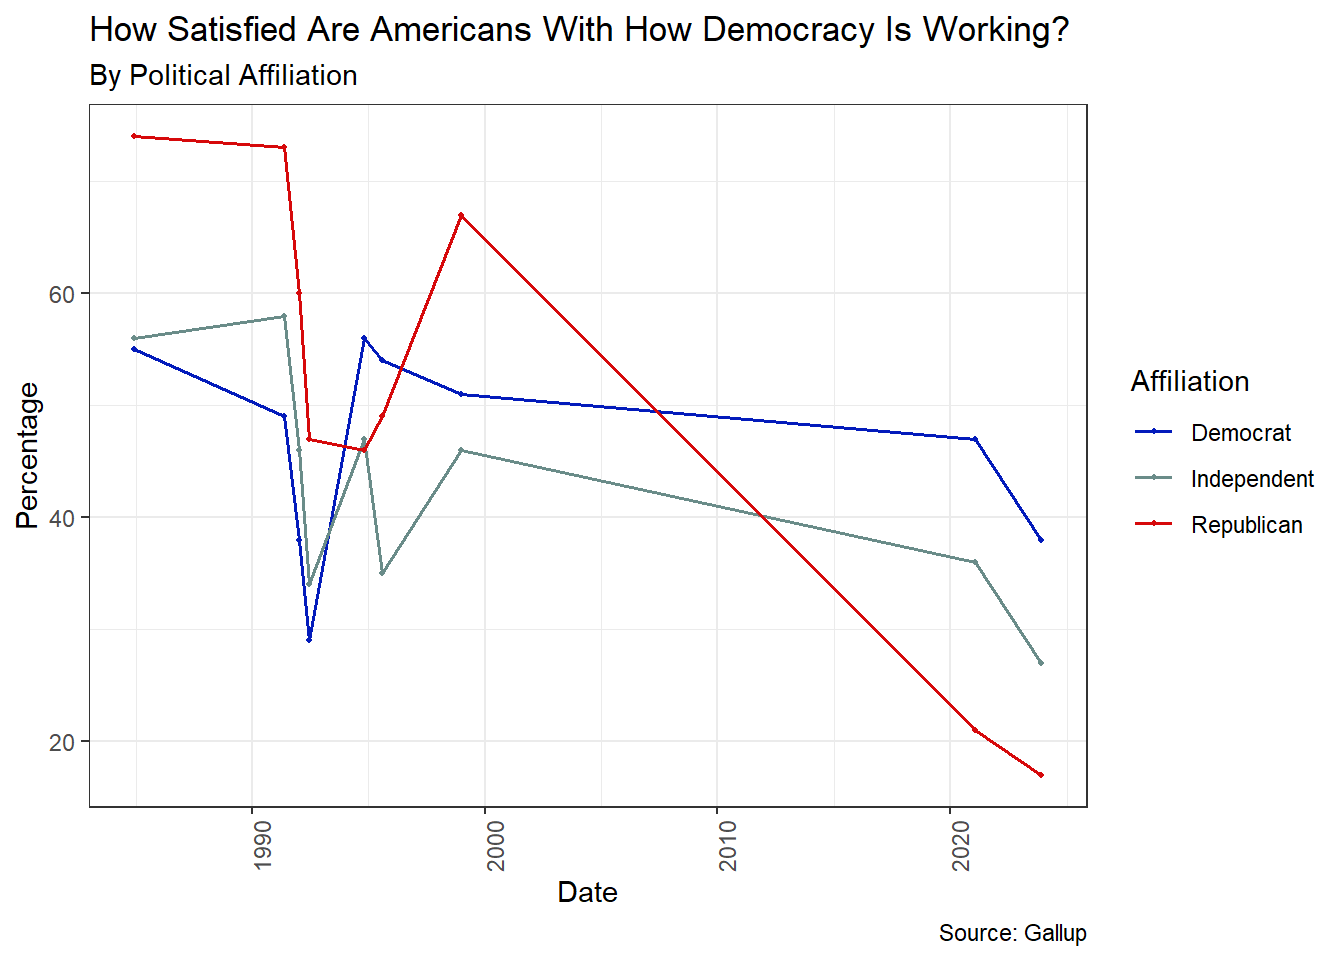 How Satisfied Are Americans With How Democracy Is Working?
By Political Affiliation
Percentage
60
40
20
1990
2000
2010
2020
Date
Affiliation
Democrat
Independent
Republican
Source: Gallup